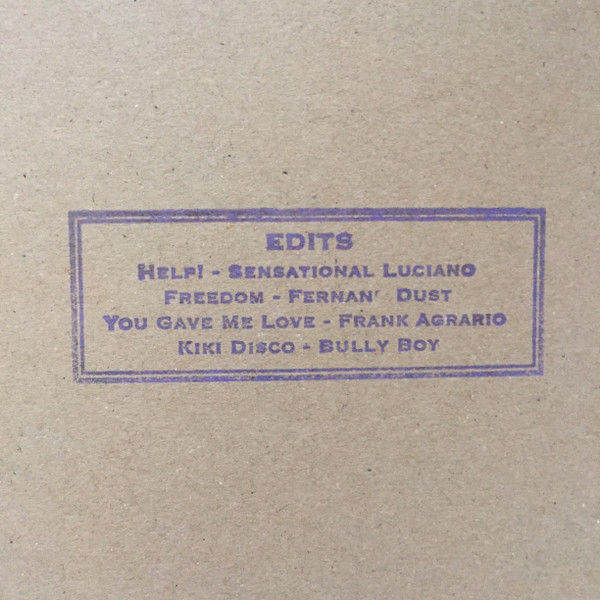 EDITS
HELP! - SENSATIONAL LUCIANO
FREEDOM - FERNAN' DUST
YOU GAVE ME LOVE - FRANK AGRARIO
KIKI DISCO - BULLY BOY